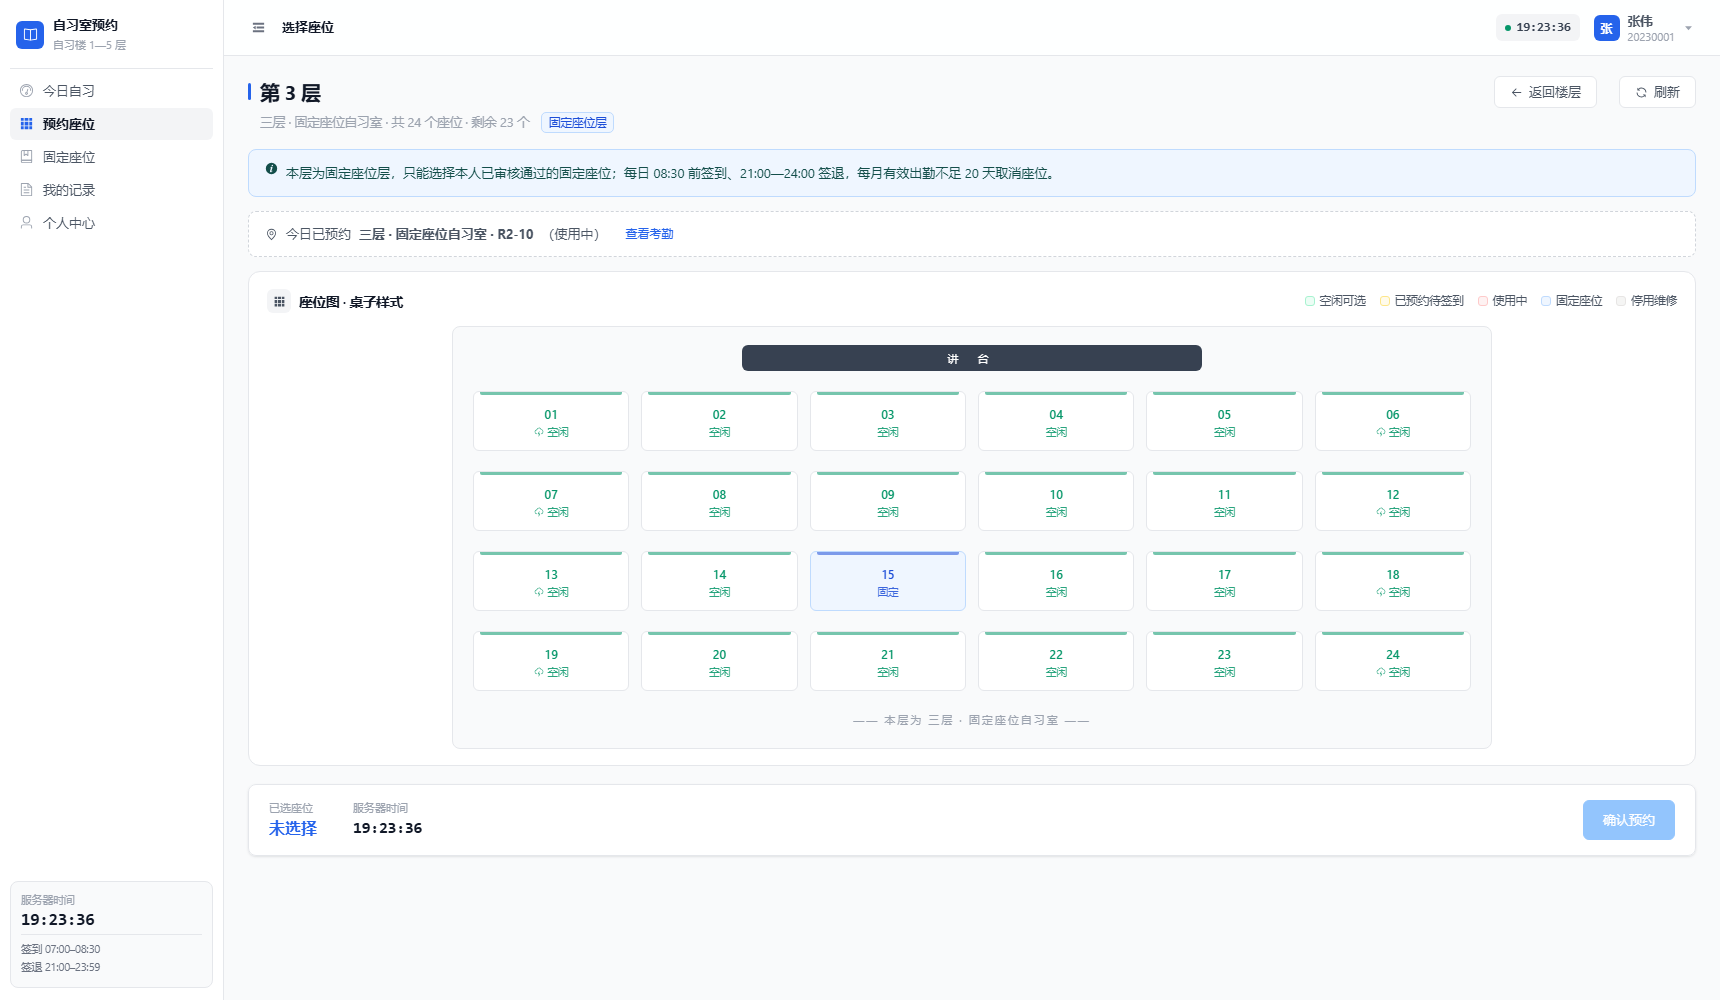 自习室预约
自习楼 1—5 层
今日自习
预约座位
固定座位
我的记录
个人中心
服务器时间
19:23:36
签到 07:00–08:30
签退 21:00–23:59
选择座位
19:23:36
张
张伟
20230001
第 3 层
三层 · 固定座位自习室 · 共 24 个座位 · 剩余 23 个 固定座位层
返回楼层
刷新
本层为固定座位层，只能选择本人已审核通过的固定座位；每日 08:30 前签到、21:00—24:00 签退，每月有效出勤不足 20 天取消座位。
今日已预约 三层 · 固定座位自习室 · R2-10 （使用中） 查看考勤
座位图 · 桌子样式
空闲可选 已预约待签到 使用中 固定座位 停用维修
讲 台
01 02 03 04 05 06
空闲 空闲 空闲 空闲 空闲 空闲
07 08 09 10 11 12
空闲 空闲 空闲 空闲 空闲 空闲
13 14 15 16 17 18
空闲 空闲 固定 空闲 空闲 空闲
19 20 21 22 23 24
空闲 空闲 空闲 空闲 空闲 空闲
—— 本层为 三层 · 固定座位自习室 ——
已选座位 服务器时间
未选择 19:23:36
确认预约